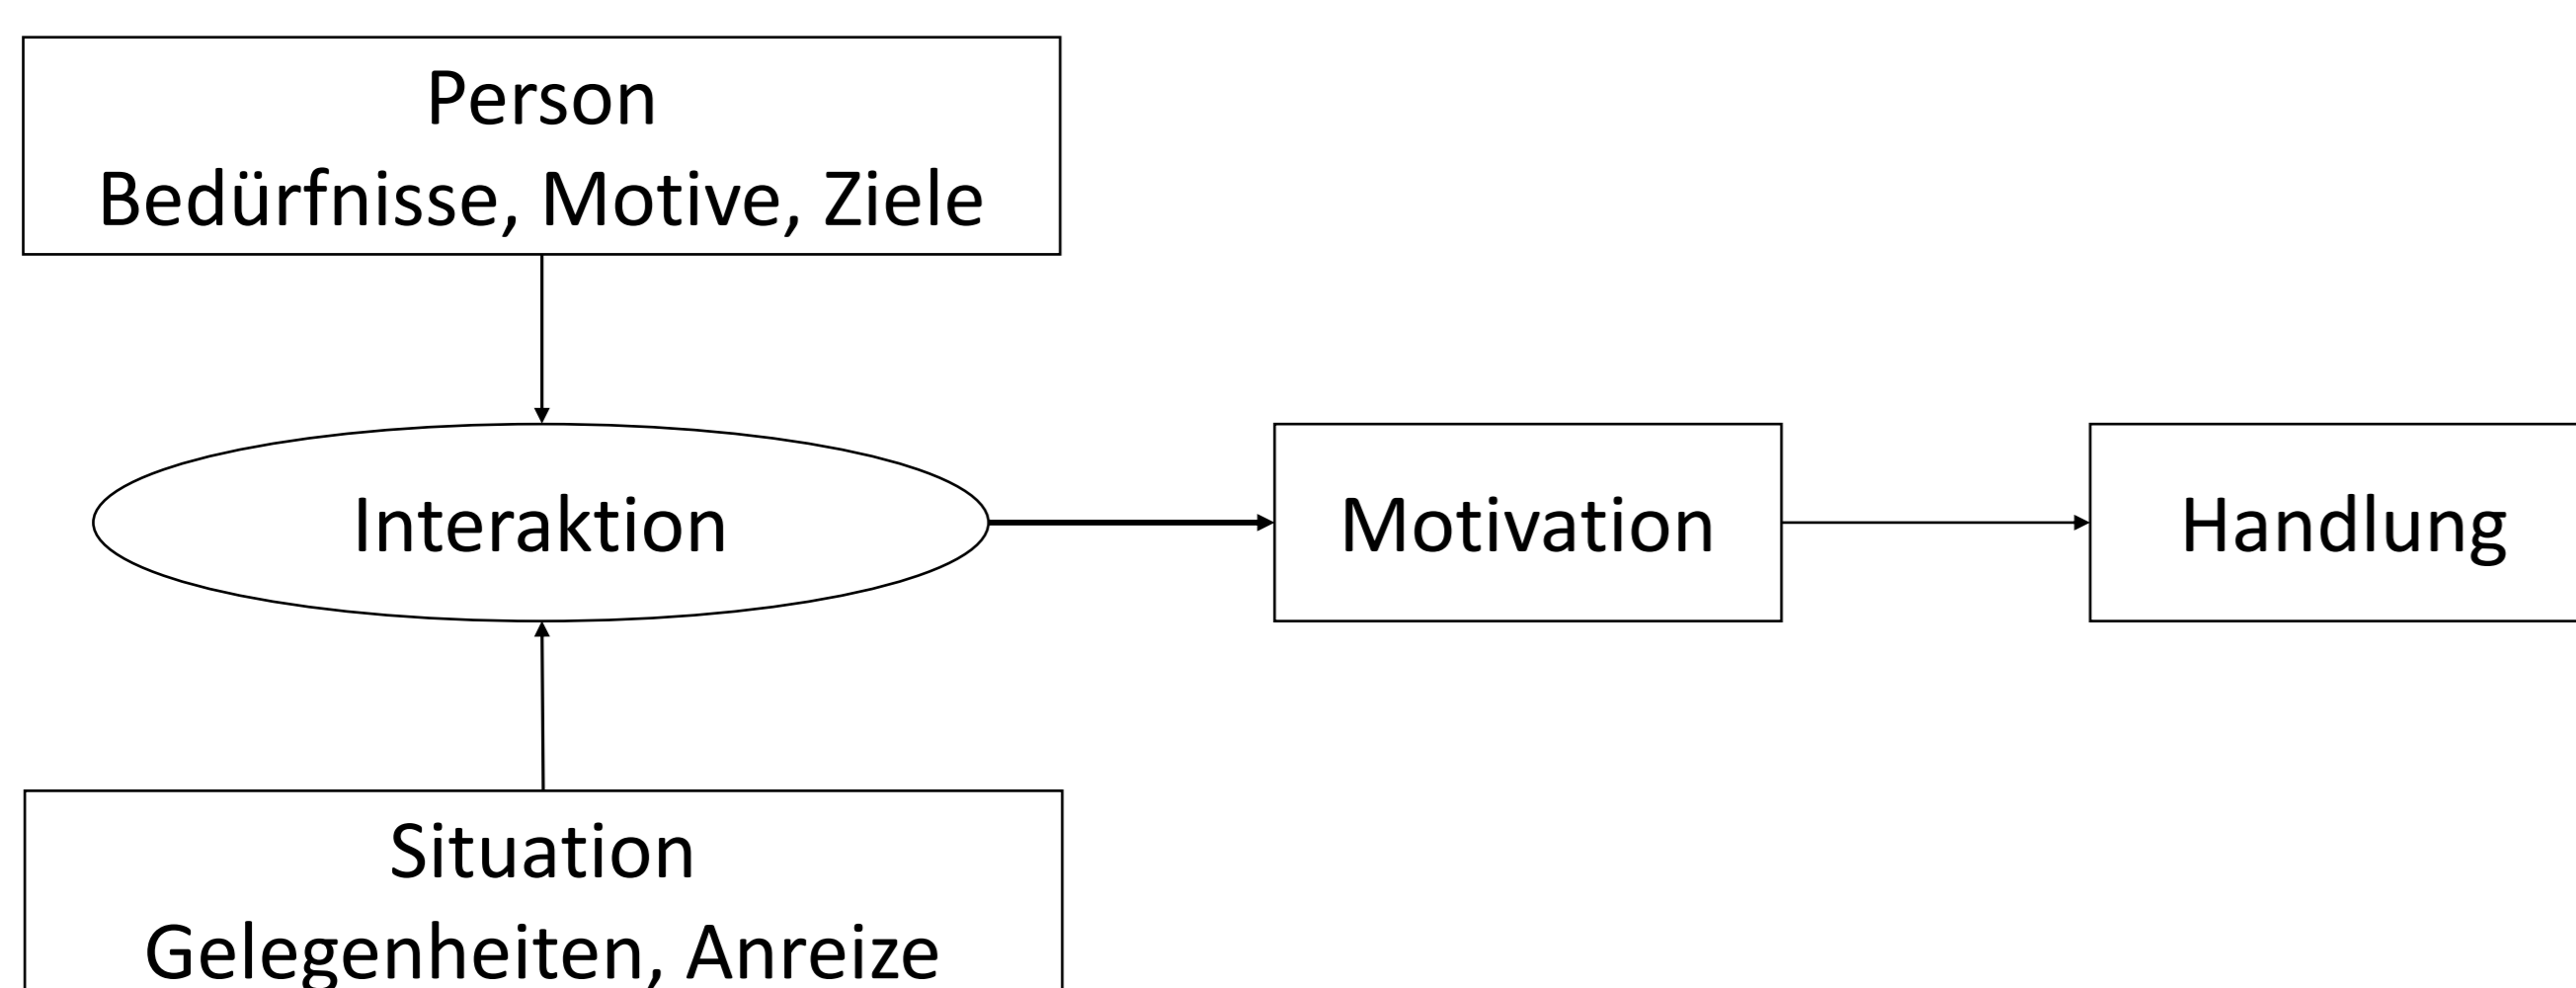 Person
Bedürfnisse, Motive, Ziele
Interaktion
Motivation
Handlung
Situation
Gelegenheiten, Anreize